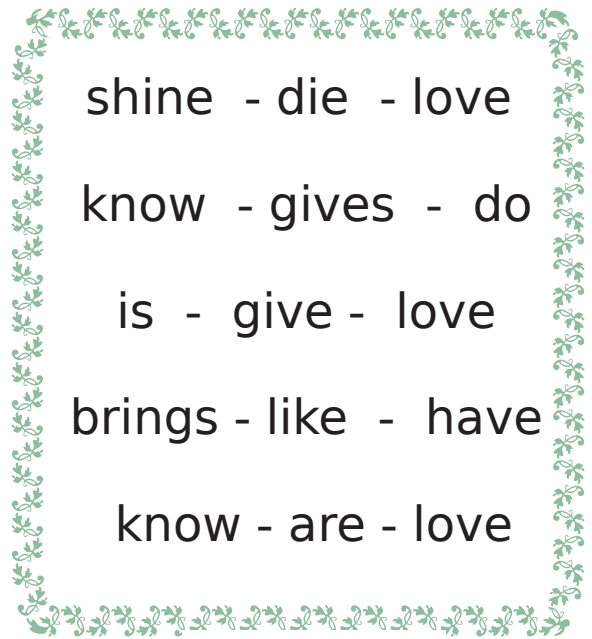 shine - die - love
know - gives - do
is - give - love
brings - like - have
know - are - love